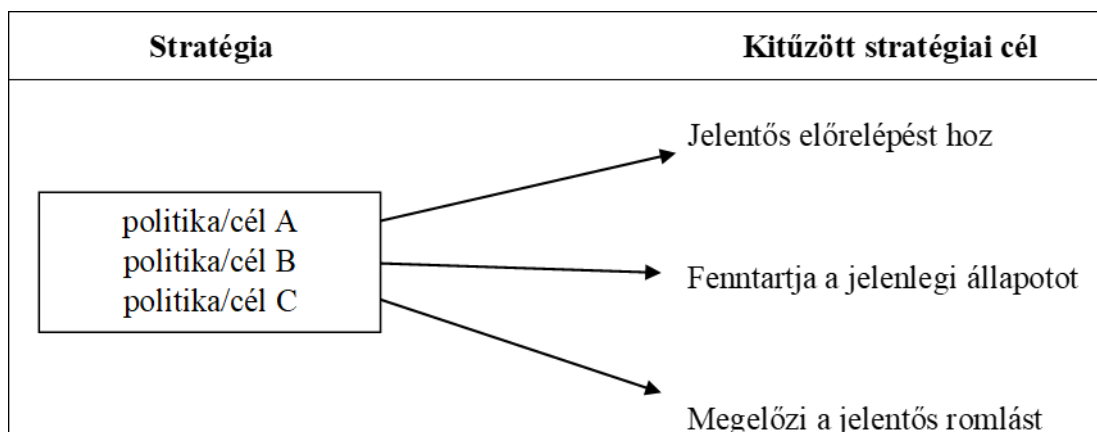 Stratégia
Kitűzött stratégiai cél
Jelentős előrelépést hoz
politika/cél A
politika/cél B
politika/cél C
Fenntartja a jelenlegi állapotot
Megelőzi a jelentős romlást